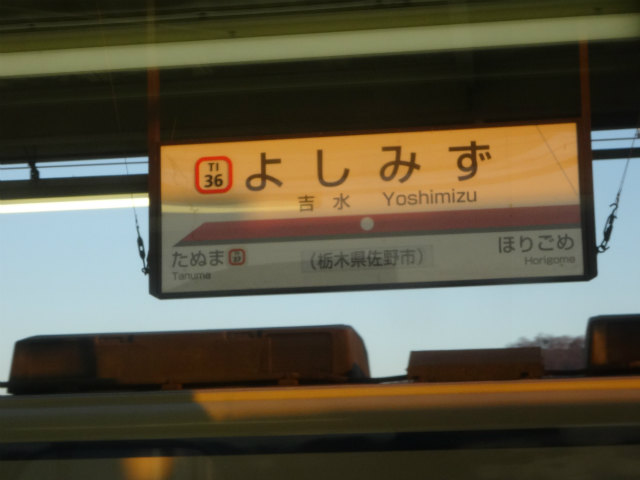 TI
36
よしみず
吉水 Yoshimizu
たぬま
Tanuma
（栃木県佐野市）
ほりごめ
Horigome